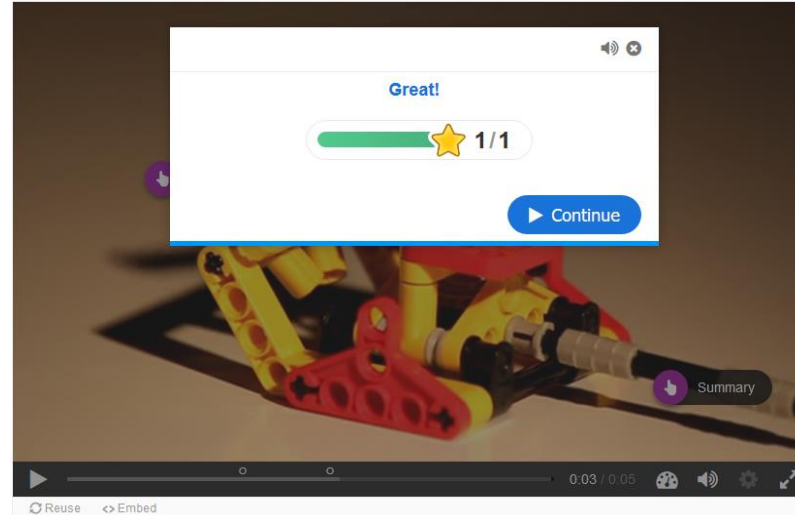 Great!
1/1
Continue
Summary
0:03 / 0:05
Reuse
Embed